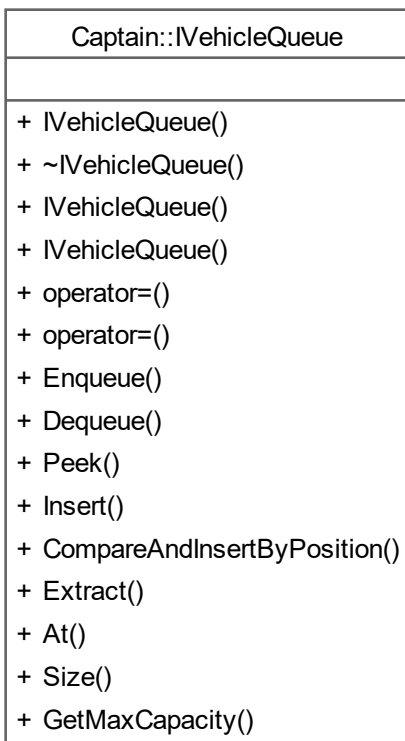 Captain::IVehicleQueue
+ IVehicleQueue()
+ ~IVehicleQueue()
+ IVehicleQueue()
+ IVehicleQueue()
+ operator=()
+ operator=()
+ Enqueue()
+ Dequeue()
+ Peek()
+ Insert()
+ CompareAndInsertByPosition()
+ Extract()
+ At()
+ Size()
+ GetMaxCapacity()